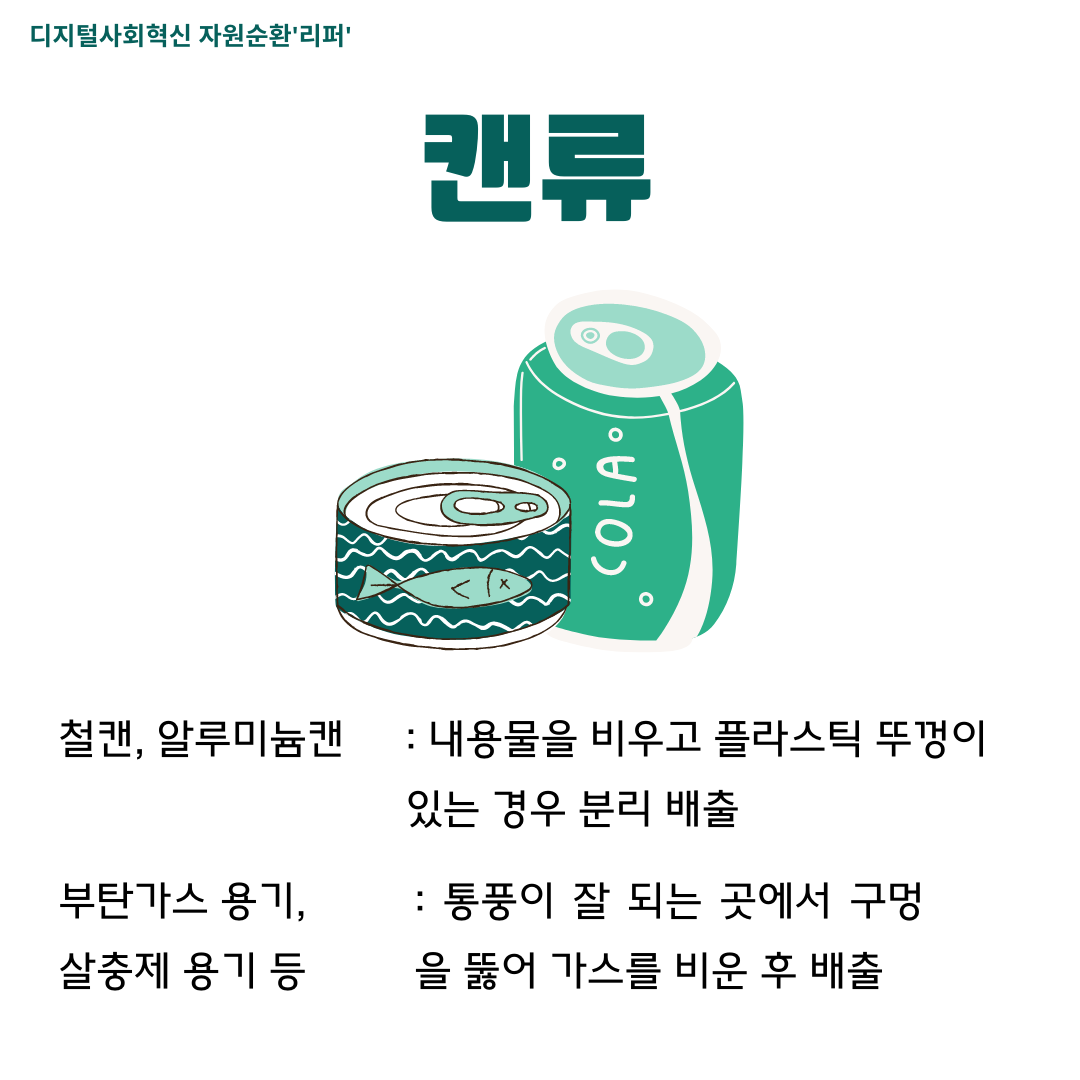 디지털사회혁신 자원순환'리퍼'
캔류
COLA
철캔, 알루미늄캔 : 내용물을 비우고 플라스틱 뚜껑이
있는 경우 분리 배출
부탄가스 용기, : 통풍이 잘 되는 곳에서 구멍
살충제 용기 등 을 뚫어 가스를 비운 후 배출